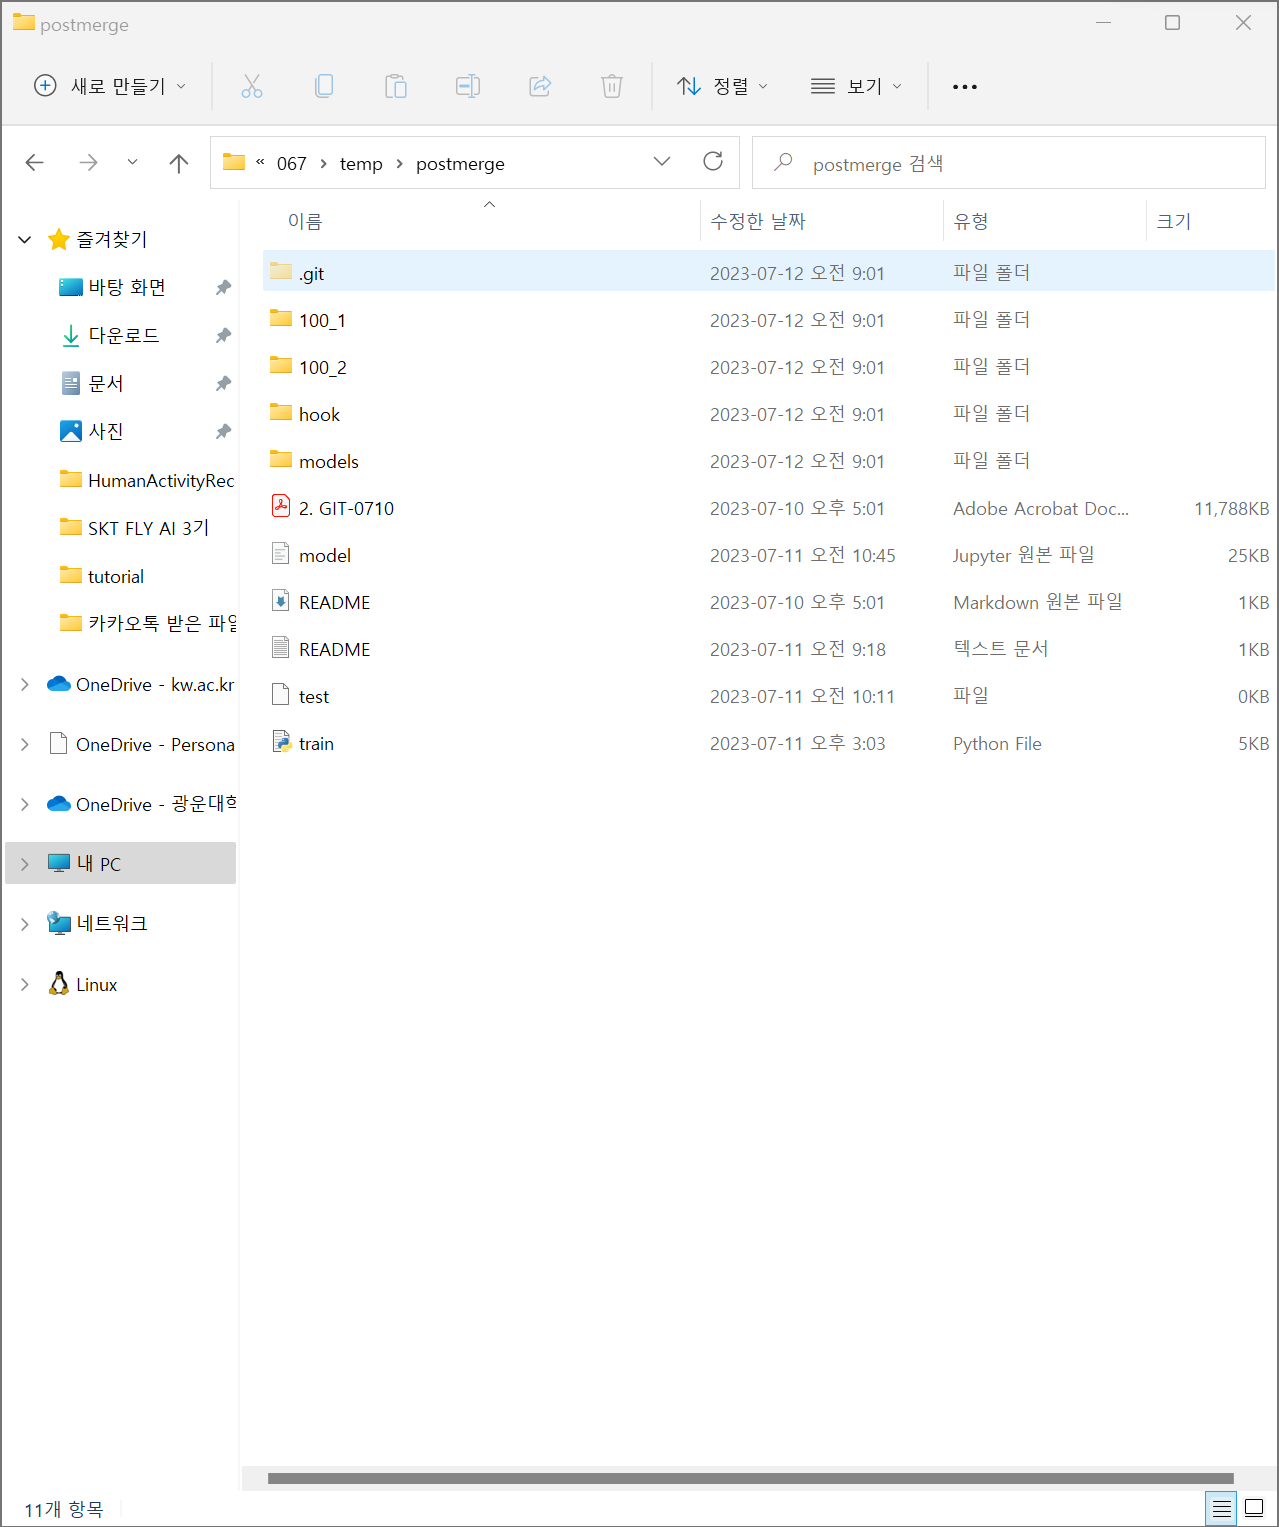 postmerge
새로 만들기 정렬 보기
« 067 > temp > postmerge postmerge 검색
이름 수정한 날짜 유형 크기
즐겨찾기
바탕 화면
다운로드
문서
사진
HumanActivityRec
SKT FLY AI 3기
tutorial
카카오톡 받은 파일
OneDrive - kw.ac.kr
OneDrive - Persona
OneDrive - 광운대학
내 PC
네트워크
Linux
.git 2023-07-12 오전 9:01 파일 폴더
100_1 2023-07-12 오전 9:01 파일 폴더
100_2 2023-07-12 오전 9:01 파일 폴더
hook 2023-07-12 오전 9:01 파일 폴더
models 2023-07-12 오전 9:01 파일 폴더
2. GIT-0710 2023-07-10 오후 5:01 Adobe Acrobat Doc... 11,788KB
model 2023-07-11 오전 10:45 Jupyter 원본 파일 25KB
README 2023-07-10 오후 5:01 Markdown 원본 파일 1KB
README 2023-07-11 오전 9:18 텍스트 문서 1KB
test 2023-07-11 오전 10:11 파일 0KB
train 2023-07-11 오후 3:03 Python File 5KB
11개 항목